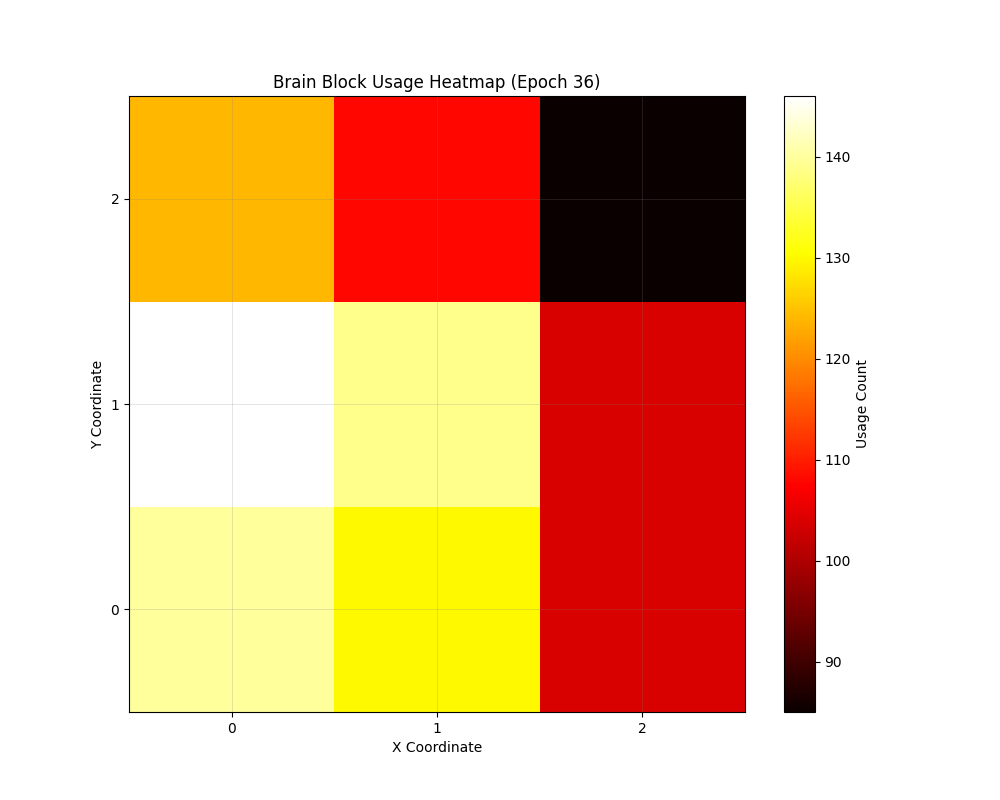 Brain Block Usage Heatmap (Epoch 36)
2
1
0
Y Coordinate
0 1 2
X Coordinate
140
130
120
110
100
90
Usage Count